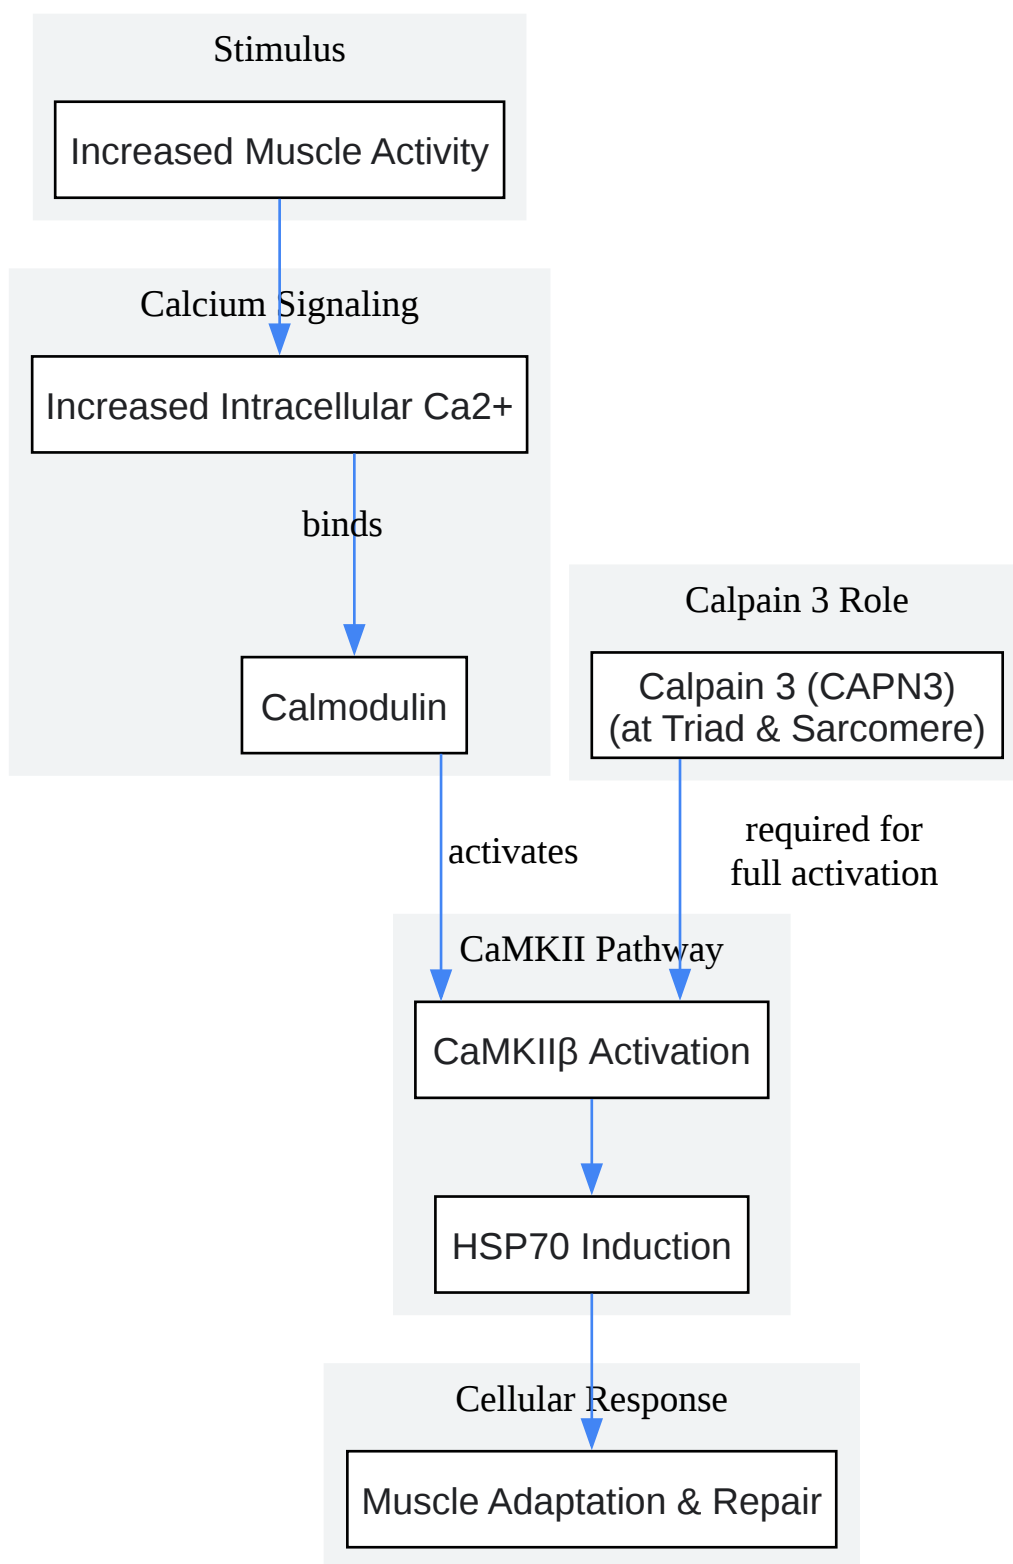 Stimulus
Increased Muscle Activity
Calcium Signaling
Increased Intracellular Ca2+
binds
Calmodulin
Calpain 3 Role
Calpain 3 (CAPN3)
(at Triad & Sarcomere)
activates
required for
full activation
CaMKII Pathway
CaMKIIβ Activation
HSP70 Induction
Cellular Response
Muscle Adaptation & Repair